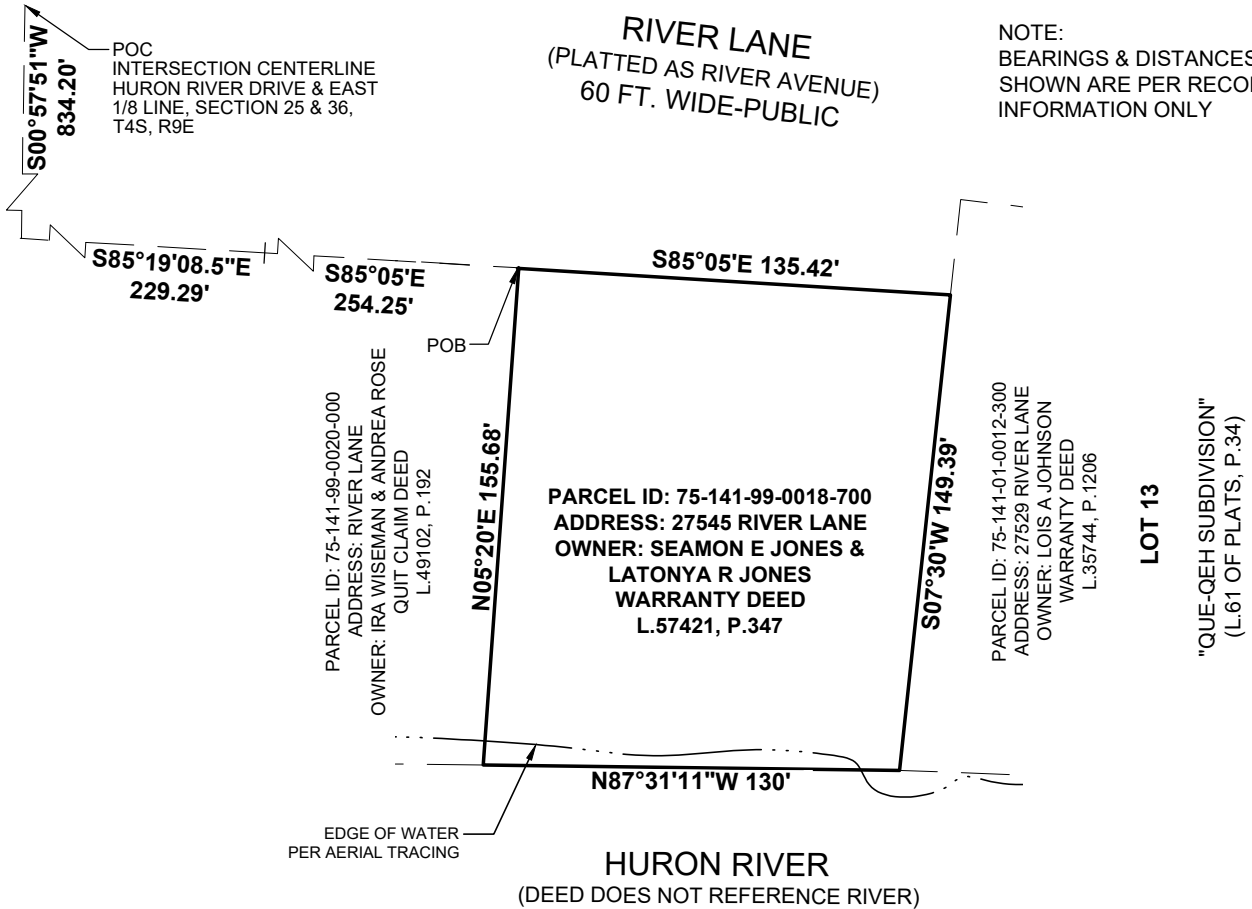 S00°57'51"W
834.20'
POC
INTERSECTION CENTERLINE
HURON RIVER DRIVE & EAST
1/8 LINE, SECTION 25 & 36,
T4S, R9E
RIVER LANE
(PLATTED AS RIVER AVENUE)
60 FT. WIDE-PUBLIC
NOTE:
BEARINGS & DISTANCES
SHOWN ARE PER
INFORMATION ONLY
S85°19'08.5"E
229.29'
S85°05'E
254.25'
S85°05'E 135.42'
POB
PARCEL ID: 75-141-99-0020-000
ADDRESS: RIVER LANE
OWNER: IRA WISEMAN & ANDREA ROSE
QUIT CLAIM DEED
L.49102, P.192
N05°20'E 155.68'
PARCEL ID: 75-141-99-0018-700
ADDRESS: 27545 RIVER LANE
OWNER: SEAMON E JONES &
LATONYA R JONES
WARRANTY DEED
L.57421, P.347
S07°30'W 149.39'
PARCEL ID: 75-141-01-0012-300
ADDRESS: 27529 RIVER LANE
OWNER: LOIS A JOHNSON
WARRANTY DEED
L.35744, P.1206
LOT 13
"QUE-QEH SUBDIVISION"
(L.61 OF PLATS, P.34)
N87°31'11"W 130'
EDGE OF WATER
PER AERIAL TRACING
HURON RIVER
(DEED DOES NOT REFERENCE RIVER)